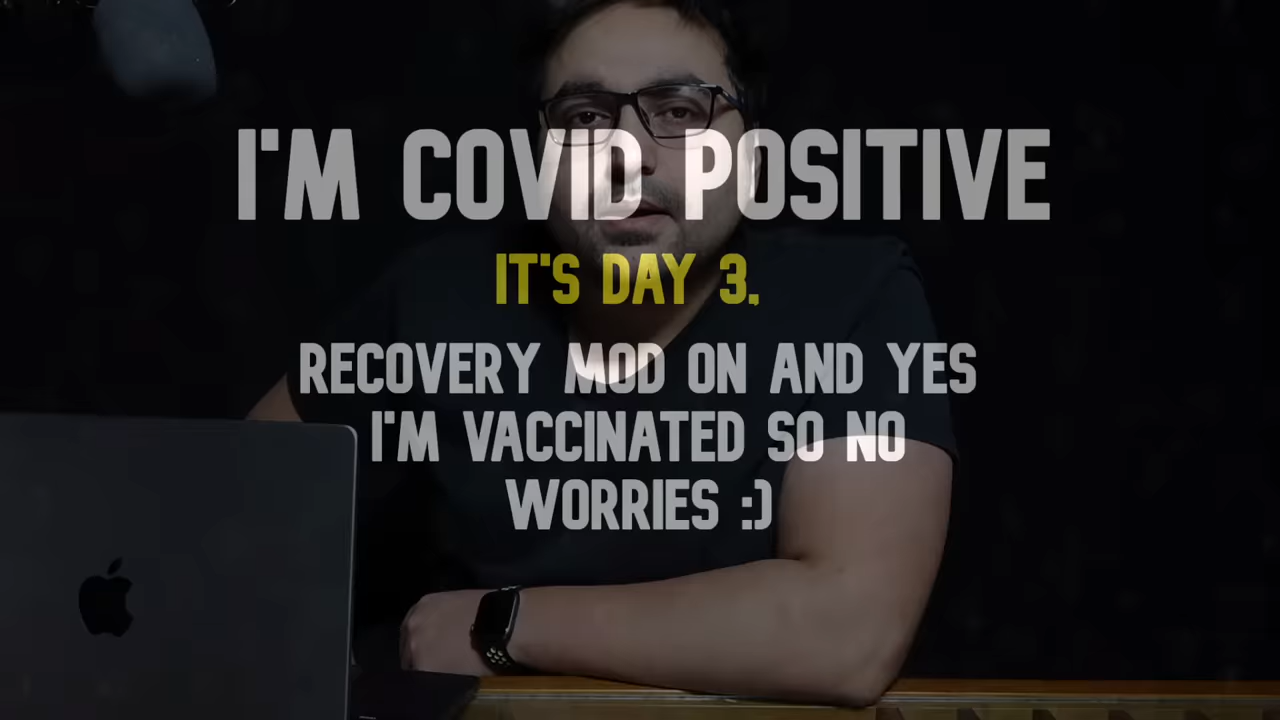 I'M COVID POSITIVE
IT'S DAY 3,
RECOVERY MOD ON AND YES
I'M VACCINATED SO NO
WORRIES :)